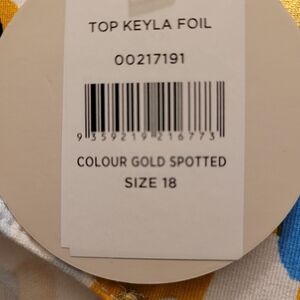 TOP KEYLA FOIL
00217191
9 359219 216773
COLOUR GOLD SPOTTED
SIZE 18